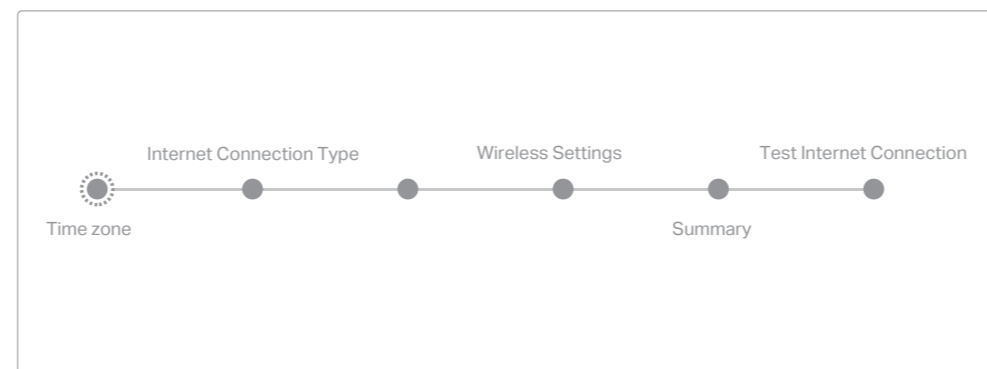 Internet Connection Type
Wireless Settings
Test Internet Connection
Time zone
Summary